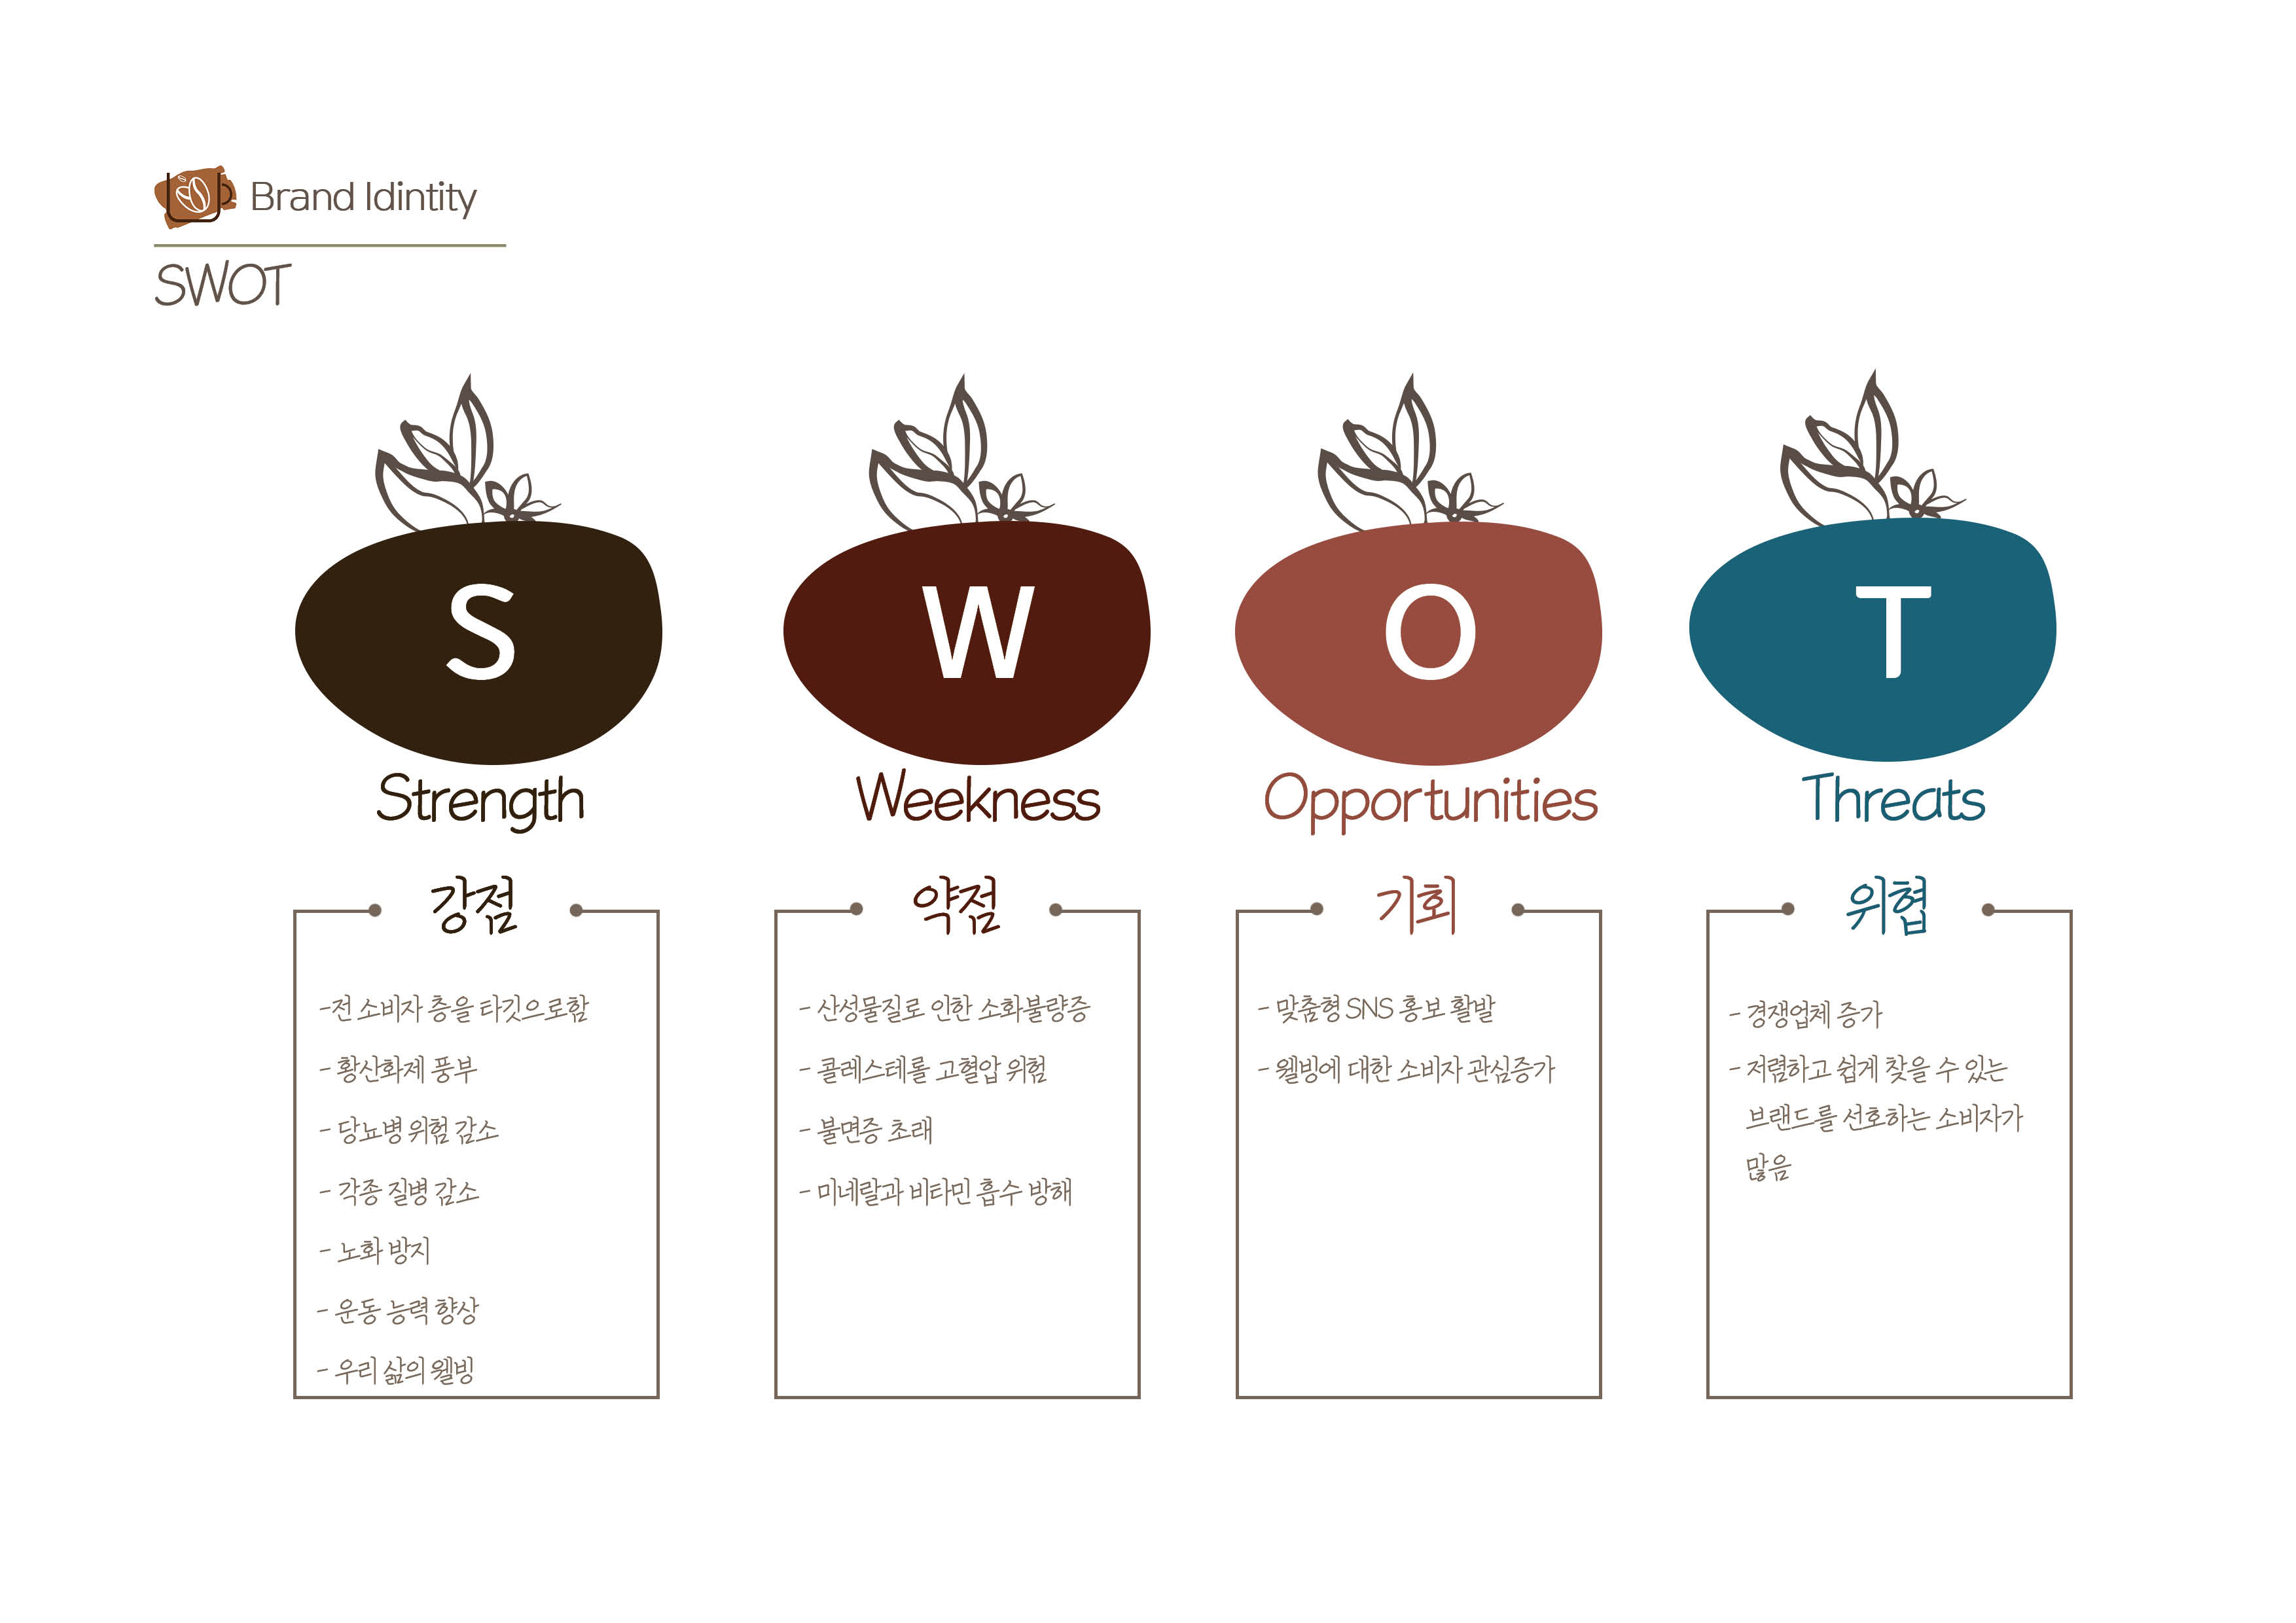 Brand Idintity
SWOT
S
Strength
강점
-전 소비자 층을 타깃으로함
- 황산화제 풍부
- 당뇨병 위험 감소
- 각종 질병 감소
- 노화 방지
- 운동 능력 향상
- 우리 삶의 웰빙
W
Weekness
약점
- 산성물질로 인한 소화불량증
- 콜레스테롤 고혈압 위험
- 불면증 초래
- 미네랄과 비타민 흡수 방해
O
Opportunities
기회
- 맞춤형 SNS 홍보 활발
- 웰빙에 대한 소비자 관심증가
T
Threats
위협
- 경쟁업체 증가
- 저렴하고 쉽게 찾을 수 있는
브랜드를 선호하는 소비자가
많음